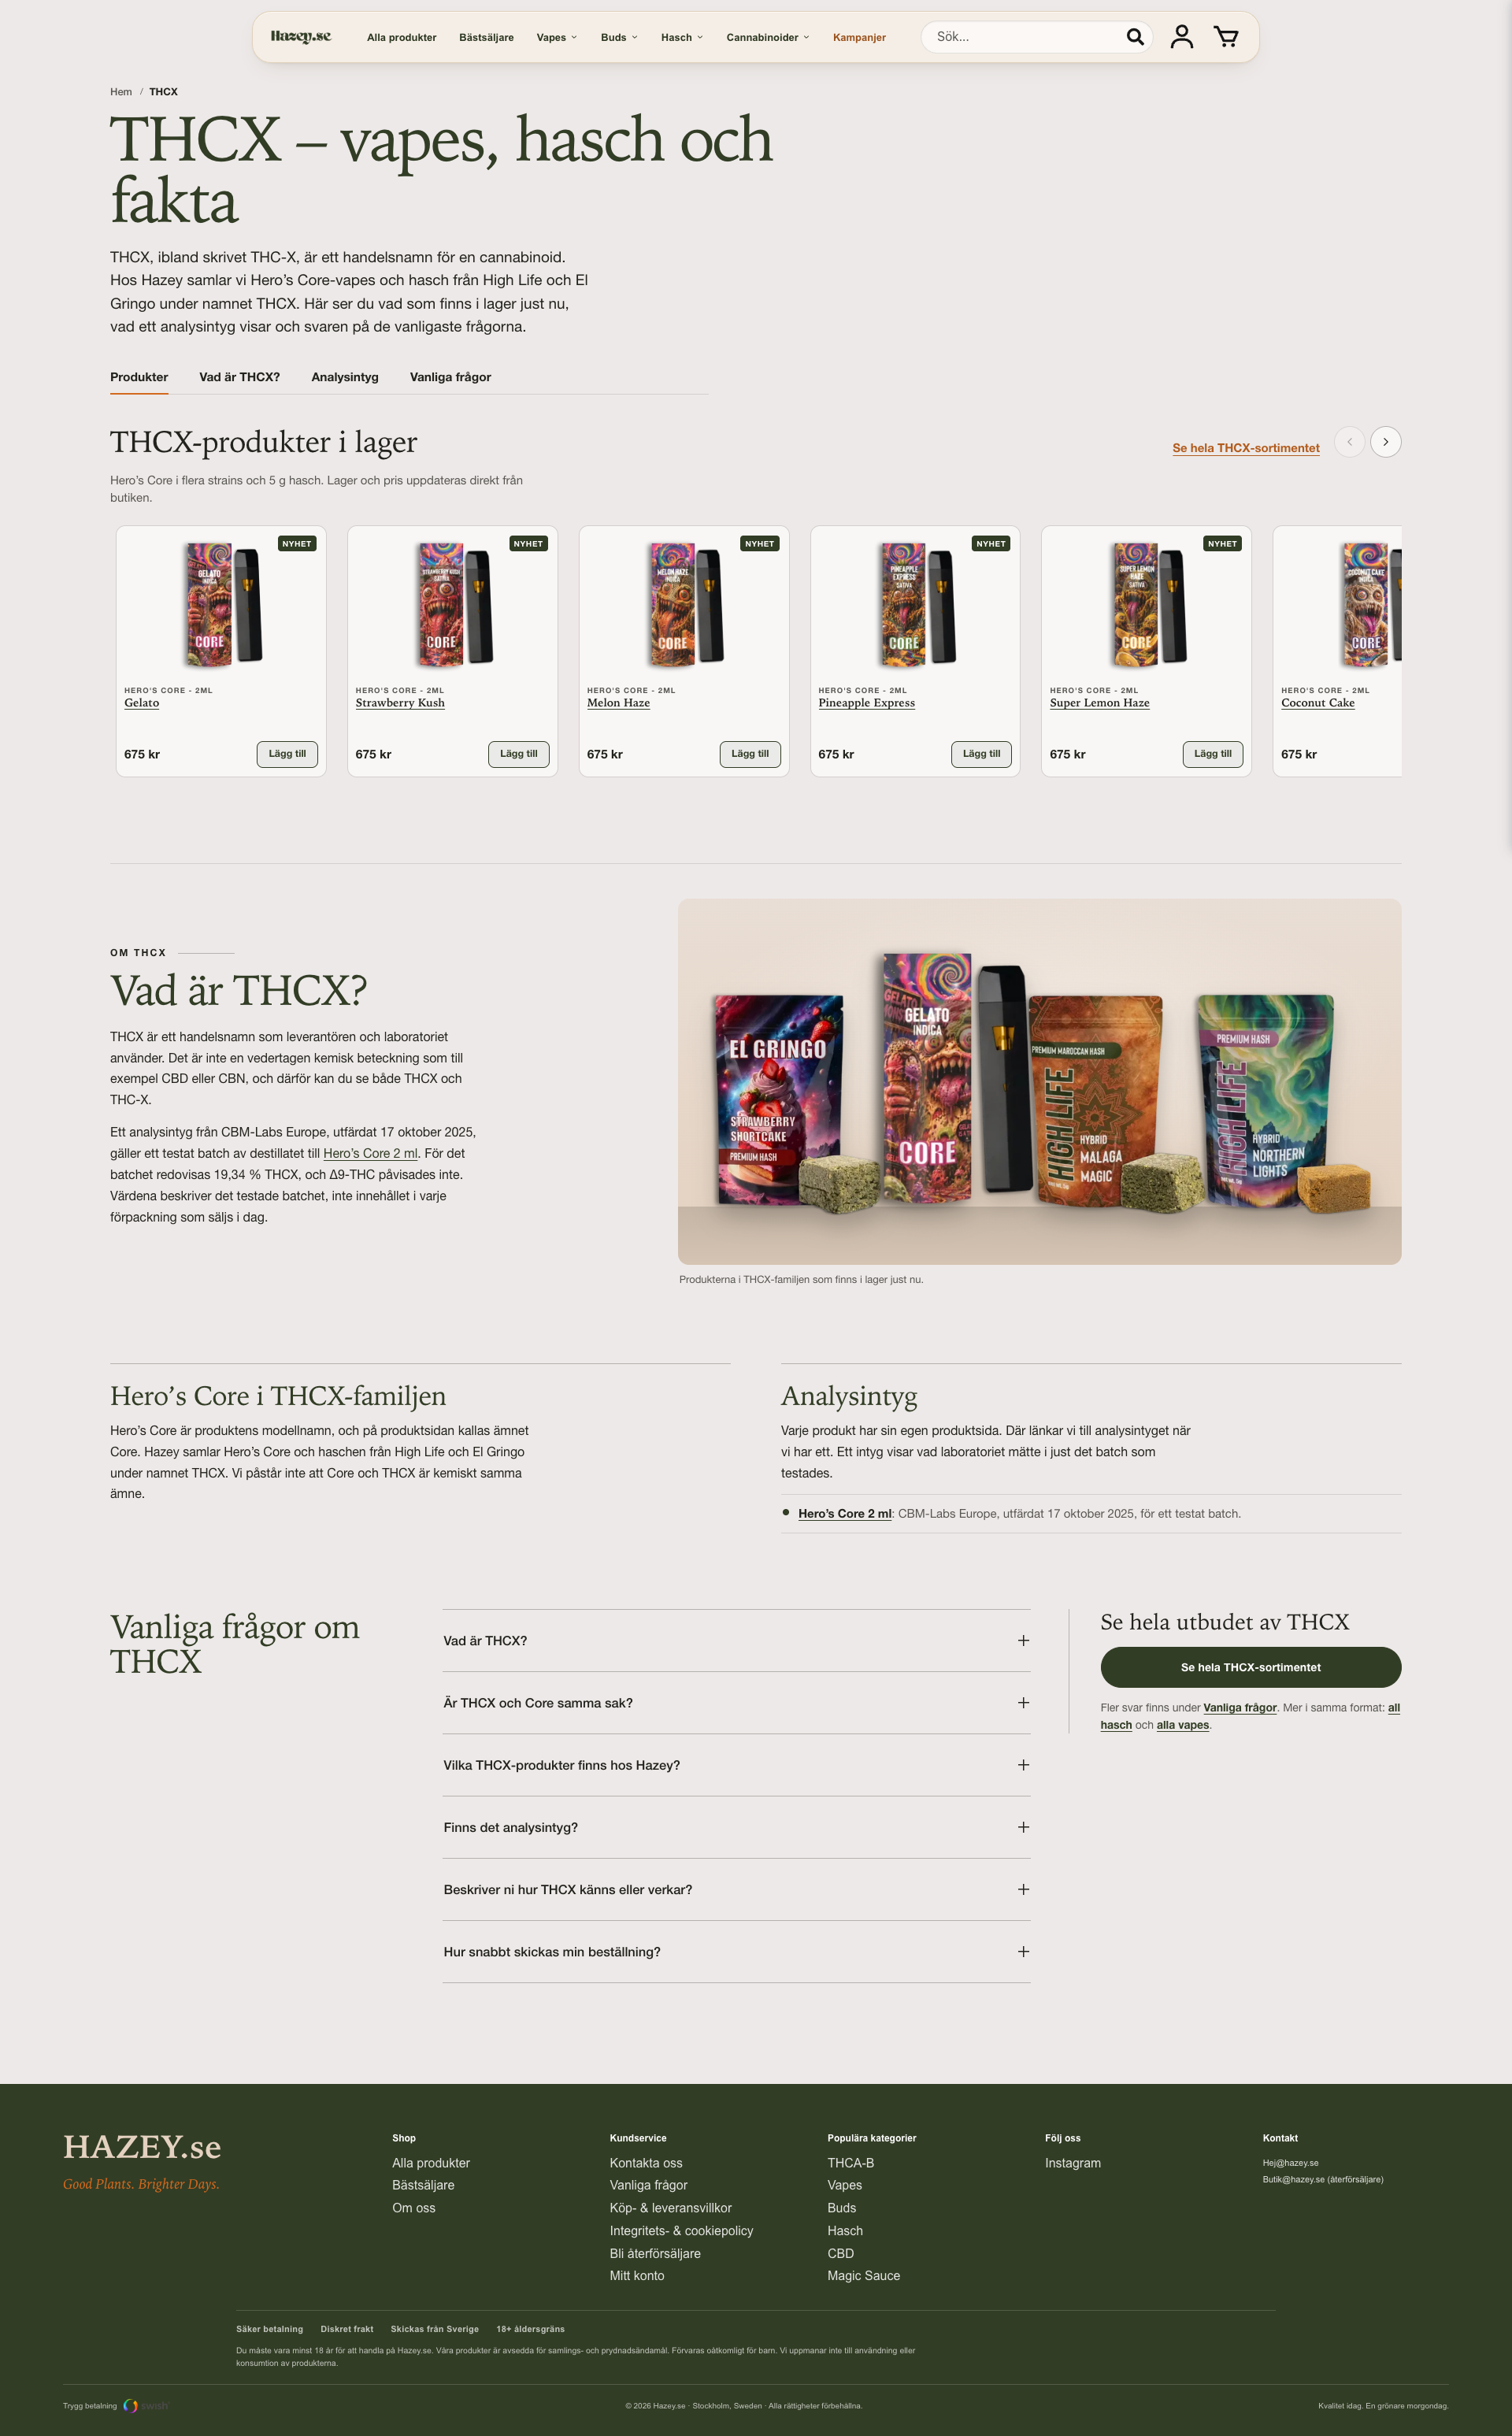 Hazey.se
Alla produkter
Bästsäljare
Vapes
Buds
Hasch
Cannabinoider
Kampanjer
Sök...
Hem / THCX
THCX – vapes, hasch och
fakta
THCX, ibland skrivet THC-X, är ett handelsnamn för en cannabinoid.
Hos Hazey samlar vi Hero’s Core-vapes och hasch från High Life och El
Gringo under namnet THCX. Här ser du vad som finns i lager just nu,
vad ett analysintyg visar och svaren på de vanligaste frågorna.
Produkter
Vad är THCX?
Analysintyg
Vanliga frågor
THCX-produkter i lager
Se hela THCX-sortimentet
Hero’s Core i flera strains och 5 g hasch. Lager och pris uppdateras direkt från
butiken.
NYHET
GELATO
INDICA
CORE
HERO'S CORE - 2ML
Gelato
675 kr
Lägg till
NYHET
STRAWBERRY KUSH
SATIVA
CORE
HERO'S CORE - 2ML
Strawberry Kush
675 kr
Lägg till
NYHET
MELON HAZE
INDICA
CORE
HERO'S CORE - 2ML
Melon Haze
675 kr
Lägg till
NYHET
PINEAPPLE
EXPRESS
SATIVA
CORE
HERO'S CORE - 2ML
Pineapple Express
675 kr
Lägg till
NYHET
SUPER LEMON
HAZE
SATIVA
CORE
HERO'S CORE - 2ML
Super Lemon Haze
675 kr
Lägg till
COCONUT CAKE
INDICA
CORE
HERO'S CORE - 2ML
Coconut Cake
675 kr
OM THCX
Vad är THCX?
THCX är ett handelsnamn som leverantören och laboratoriet
använder. Det är inte en vedertagen kemisk beteckning som till
exempel CBD eller CBN, och därför kan du se både THCX och
THC-X.
Ett analysintyg från CBM-Labs Europe, utfärdat 17 oktober 2025,
gäller ett testat batch av destillatet till Hero’s Core 2 ml. För det
batchet redovisas 19,34 % THCX, och Δ9-THC påvisades inte.
Värdena beskriver det testade batchet, inte innehållet i varje
förpackning som säljs i dag.
EL GRINGO
STRAWBERRY
SHORTCAKE
PREMIUM HASH
GELATO
INDICA
CORE
PREMIUM MAROCCAN HASH
HIGH LIFE
HYBRID
MALAGA
MAGIC
PREMIUM HASH
HIGH LIFE
HYBRID
NORTHERN
LIGHTS
Produkterna i THCX-familjen som finns i lager just nu.
Hero’s Core i THCX-familjen
Hero’s Core är produktens modellnamn, och på produktsidan kallas ämnet
Core. Hazey samlar Hero’s Core och haschen från High Life och El Gringo
under namnet THCX. Vi påstår inte att Core och THCX är kemiskt samma
ämne.
Analysintyg
Varje produkt har sin egen produktsida. Där länkar vi till analysintyget när
vi har ett. Ett intyg visar vad laboratoriet mätte i just det batch som
testades.
Hero’s Core 2 ml: CBM-Labs Europe, utfärdat 17 oktober 2025, för ett testat batch.
Vanliga frågor om
THCX
Vad är THCX?
Är THCX och Core samma sak?
Vilka THCX-produkter finns hos Hazey?
Finns det analysintyg?
Beskriver ni hur THCX känns eller verkar?
Hur snabbt skickas min beställning?
Se hela utbudet av THCX
Se hela THCX-sortimentet
Fler svar finns under Vanliga frågor. Mer i samma format: all
hasch och alla vapes.
HAZEY.se
Good Plants. Brighter Days.
Shop
Alla produkter
Bästsäljare
Om oss
Kundservice
Kontakta oss
Vanliga frågor
Köp- & leveransvillkor
Integritets- & cookiepolicy
Bli återförsäljare
Mitt konto
Populära kategorier
THCA-B
Vapes
Buds
Hasch
CBD
Magic Sauce
Följ oss
Instagram
Kontakt
Hej@hazey.se
Butik@hazey.se (återförsäljare)
Säker betalning
Diskret frakt
Skickas från Sverige
18+ åldersgräns
Du måste vara minst 18 år för att handla på Hazey.se. Våra produkter är avsedda för samlings- och prydnadsändamål. Förvaras oåtkomligt för barn. Vi uppmanar inte till användning eller
konsumtion av produkterna.
Trygg betalning
swish
© 2026 Hazey.se · Stockholm, Sweden · Alla rättigheter förbehållna.
Kvalitet idag. En grönare morgondag.